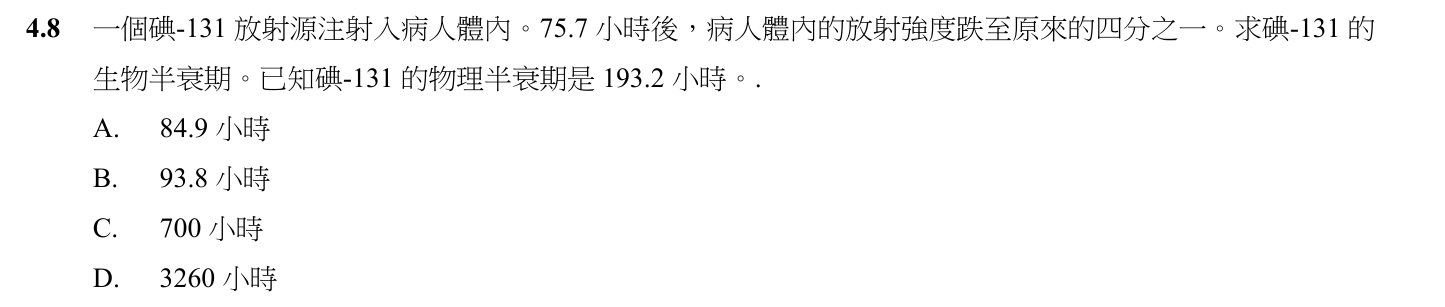 4.8 一個碘-131 放射源注射入病人體內。75.7 小時後，病人體內的放射強度跌至原來的四分之一。求碘-131 的
生物半衰期。已知碘-131 的物理半衰期是 193.2 小時。.
A. 84.9 小時
B. 93.8 小時
C. 700 小時
D. 3260 小時